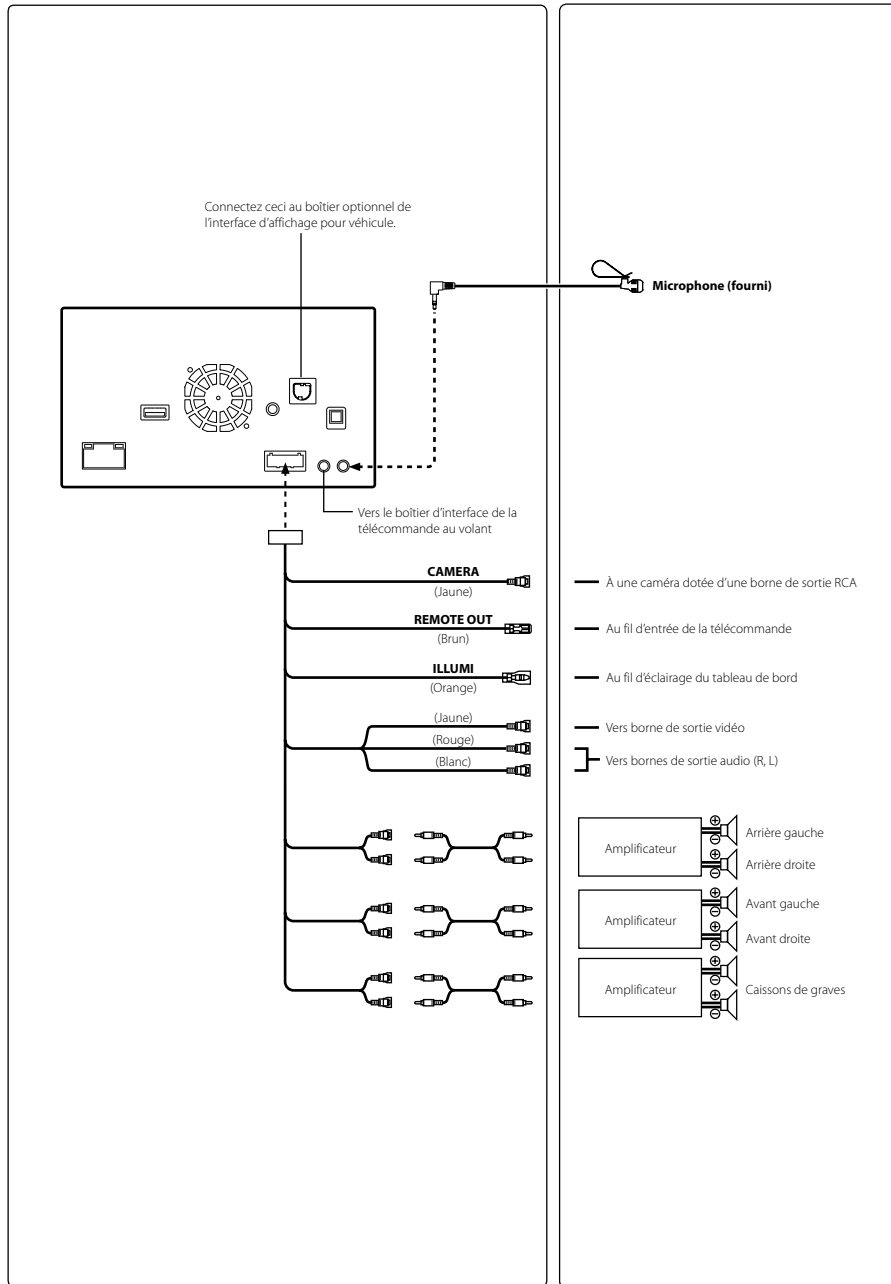 Connectez ceci au boîtier optionnel de
l’interface d’affichage pour véhicule.
Microphone (fourni)
Vers le boîtier d’interface de la
télécommande au volant
CAMERA
(Jaune)
À une caméra dotée d’une borne de sortie RCA
REMOTE OUT
(Brun)
Au fil d’entrée de la télécommande
ILLUMI
(Orange)
Au fil d’éclairage du tableau de bord
(Jaune)
Vers borne de sortie vidéo
(Rouge)
(Blanc)
Vers bornes de sortie audio (R, L)
Amplificateur
Arrière gauche
Arrière droite
Amplificateur
Avant gauche
Avant droite
Amplificateur
Caissons de graves